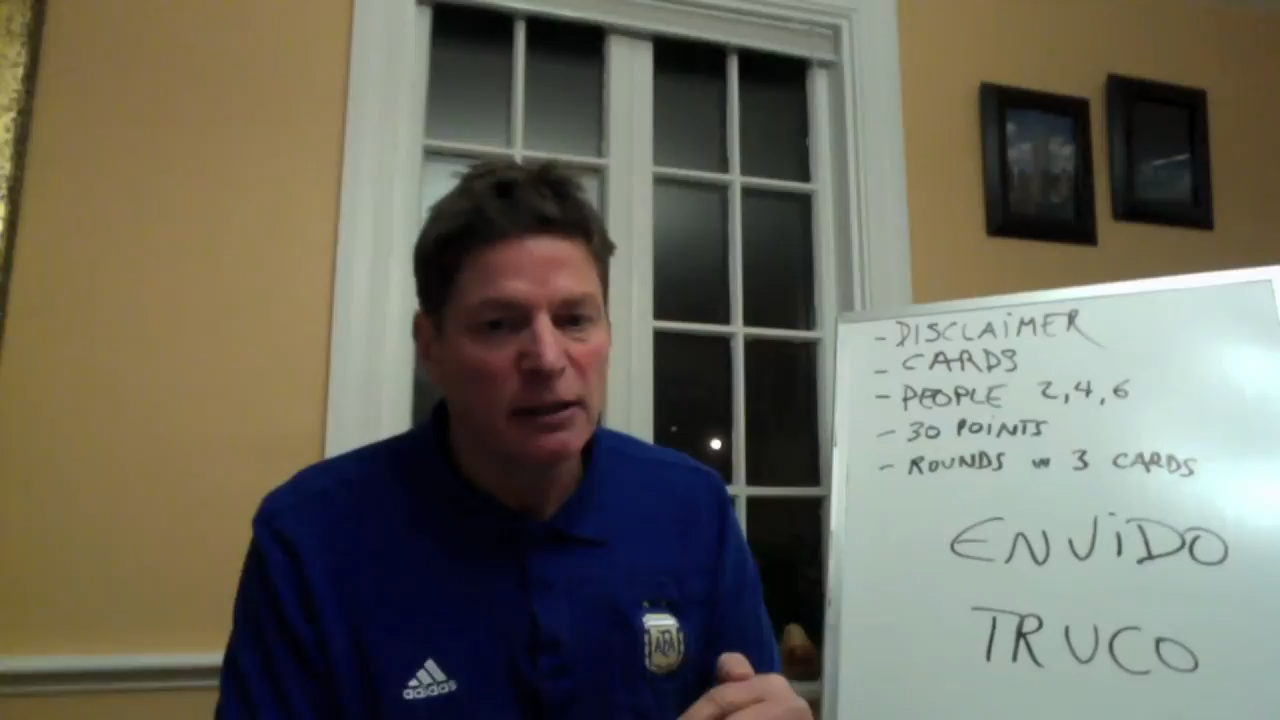 - DISCLAIMER
- CARDS
- PEOPLE 2,4,6
- 30 POINTS
- ROUNDS w 3 CARDS
ENVIDO
TRUCO
adidas
AFA